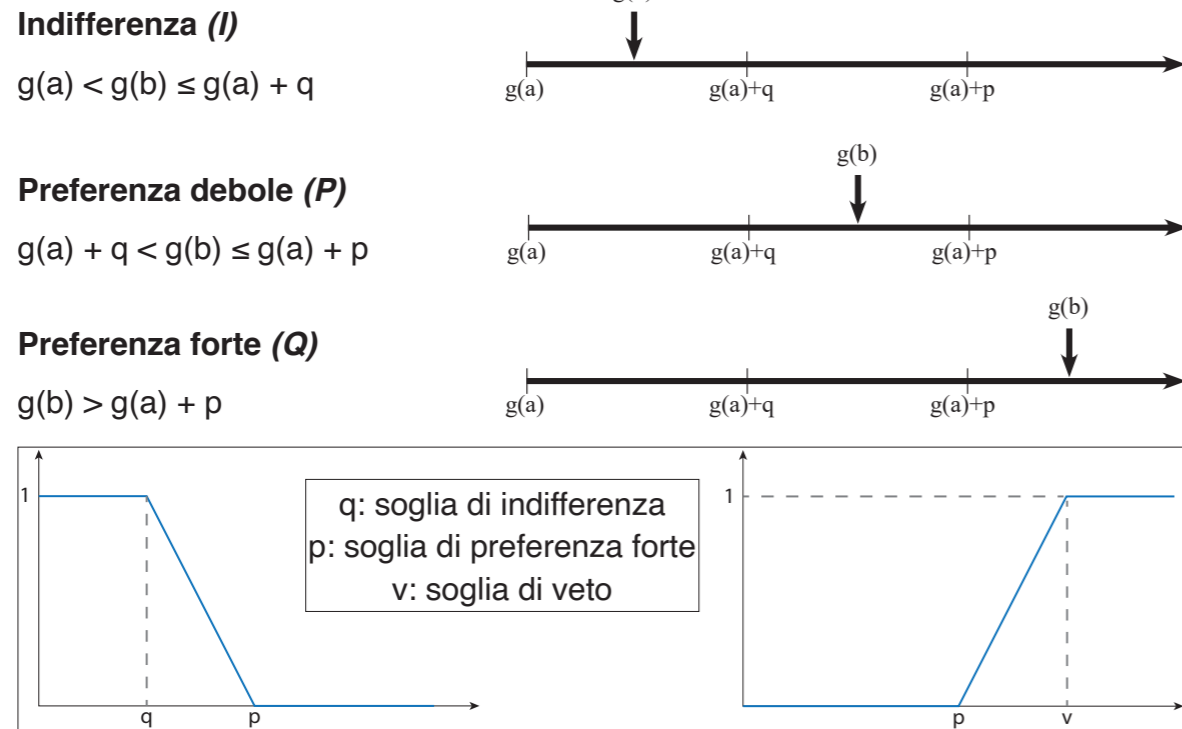 Indifferenza (I)
g(a) < g(b) ≤ g(a) + q
g(a) g(a)+q g(a)+p
g(b)
Preferenza debole (P)
g(a) + q < g(b) ≤ g(a) + p
g(a) g(a)+q g(a)+p
g(b)
Preferenza forte (Q)
g(b) > g(a) + p
g(a) g(a)+q g(a)+p
1
q p
q: soglia di indifferenza
p: soglia di preferenza forte
v: soglia di veto
1
p v